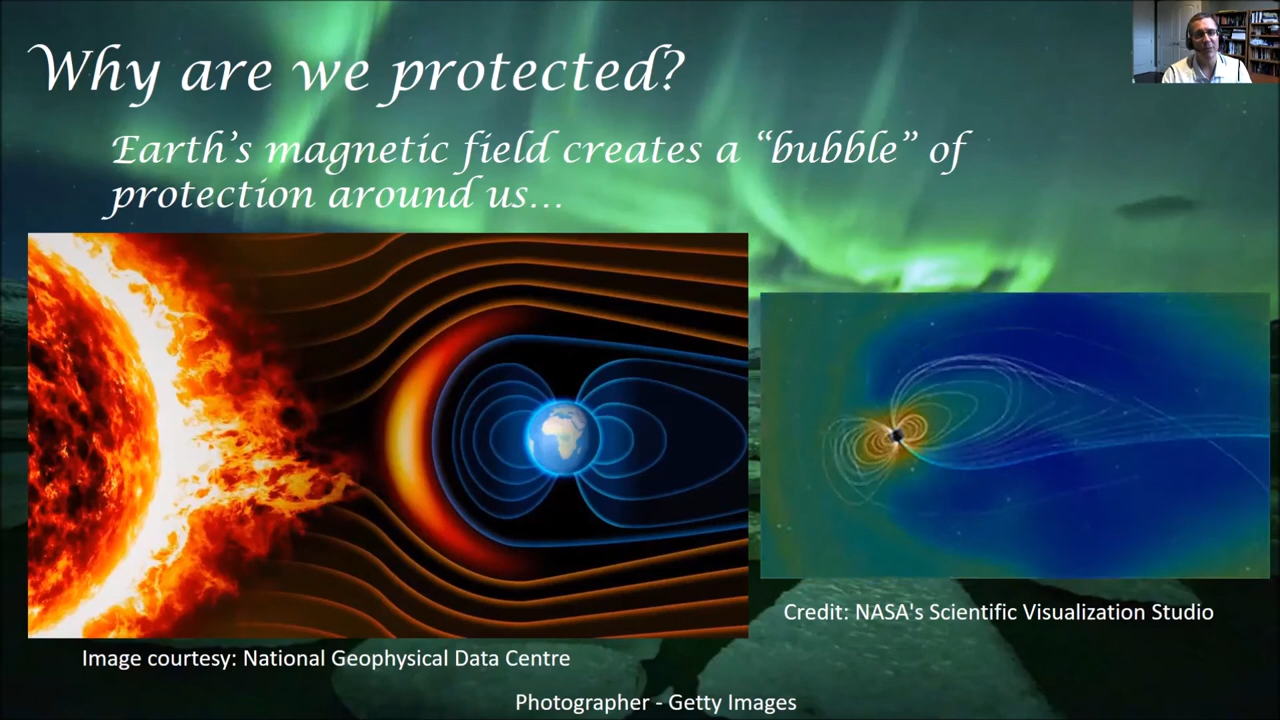 Why are we protected?
Earth's magnetic field creates a “bubble” of
protection around us...
Credit: NASA's Scientific Visualization Studio
Image courtesy: National Geophysical Data Centre
Photographer - Getty Images